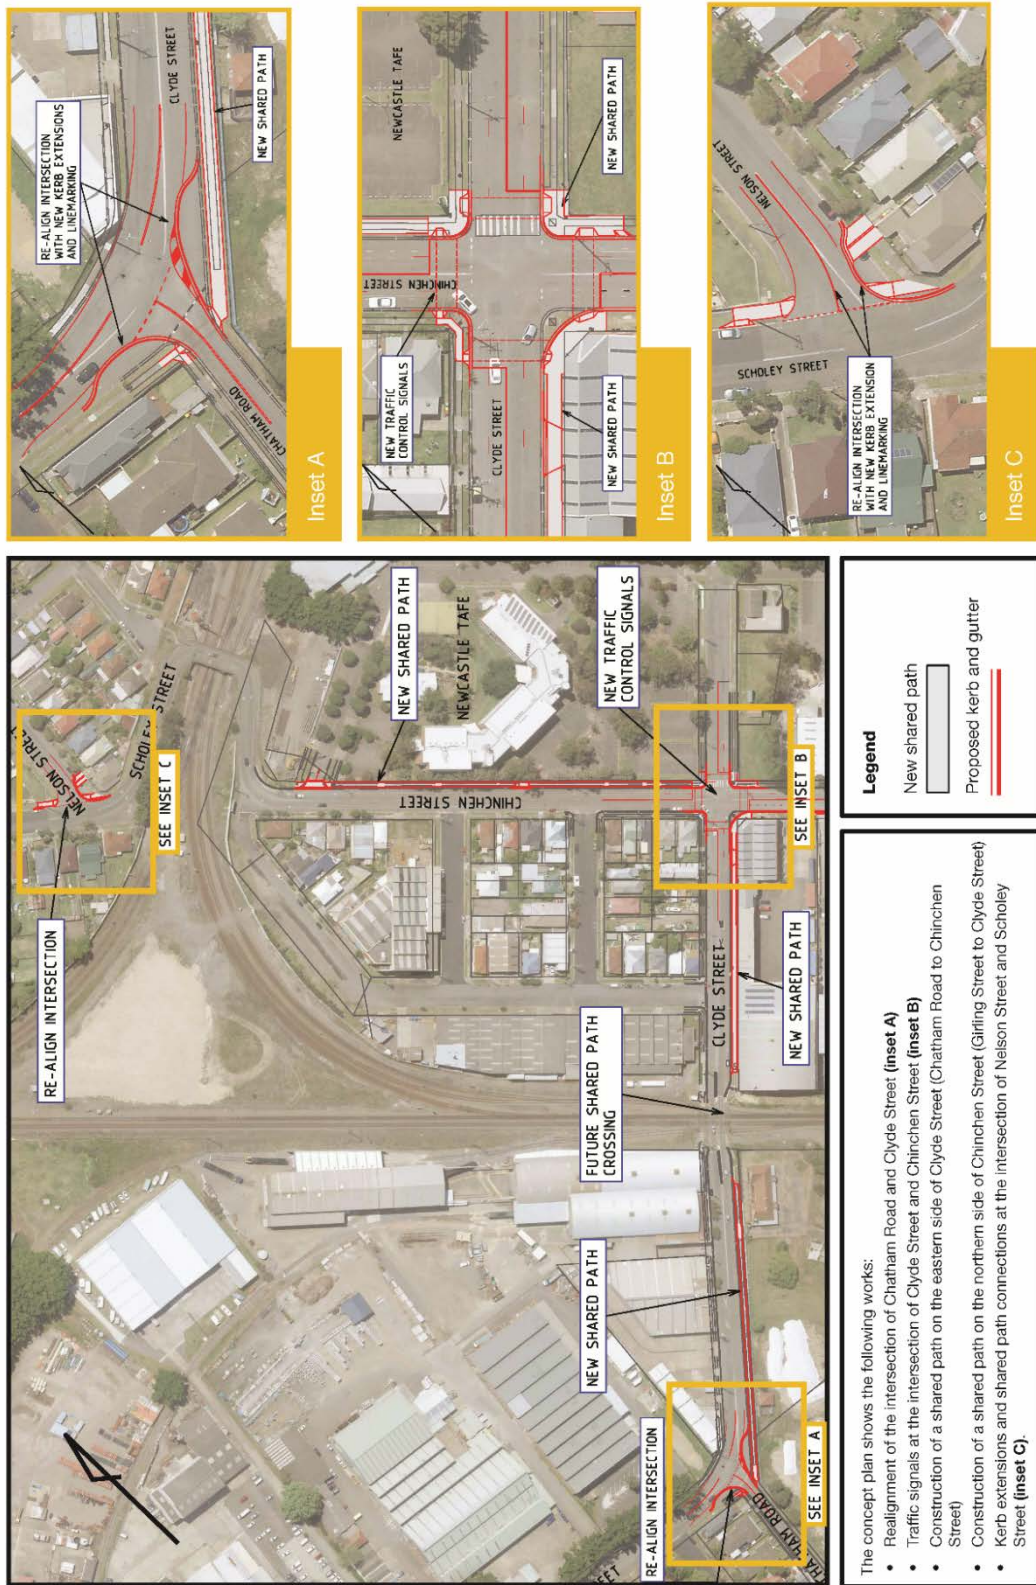 RE-ALIGN INTERSECTION
SEE INSET A
THAM ROAD
EET
NEW SHARED PATH
FUTURE SHARED PATH
CROSSING
CLYDE STREET
NEW SHARED PATH
SEE INSET B
CHINCHEN STREET
NEW SHARED PATH
NEWCASTLE TAFE
NEW TRAFFIC
CONTROL SIGNALS
RE-ALIGN INTERSECTION
SEE INSET C
NELSON STREET
SCHOLEY STREET
RE-ALIGN INTERSECTION
WITH NEW KERB EXTENSIONS
AND LINEMARKING
CLYDE STREET
NEW SHARED PATH
CHATHAM ROAD
Inset A
NEWCASTLE TAFE
CHINCHEN STREET
NEW TRAFFIC
CONTROL SIGNALS
CLYDE STREET
NEW SHARED PATH
NEW SHARED PATH
Inset B
NELSON STREET
SCHOLEY STREET
RE-ALIGN INTERSECTION
WITH NEW KERB EXTENSION
AND LINEMARKING
Inset C
The concept plan shows the following works:
• Realignment of the intersection of Chatham Road and Clyde Street (inset A)
• Traffic signals at the intersection of Clyde Street and Chinchen Street (inset B)
• Construction of a shared path on the eastern side of Clyde Street (Chatham Road to Chinchen
Street)
• Construction of a shared path on the northern side of Chinchen Street (Girling Street to Clyde Street)
• Kerb extensions and shared path connections at the intersection of Nelson Street and Scholey
Street (inset C).
Legend
New shared path
Proposed kerb and gutter